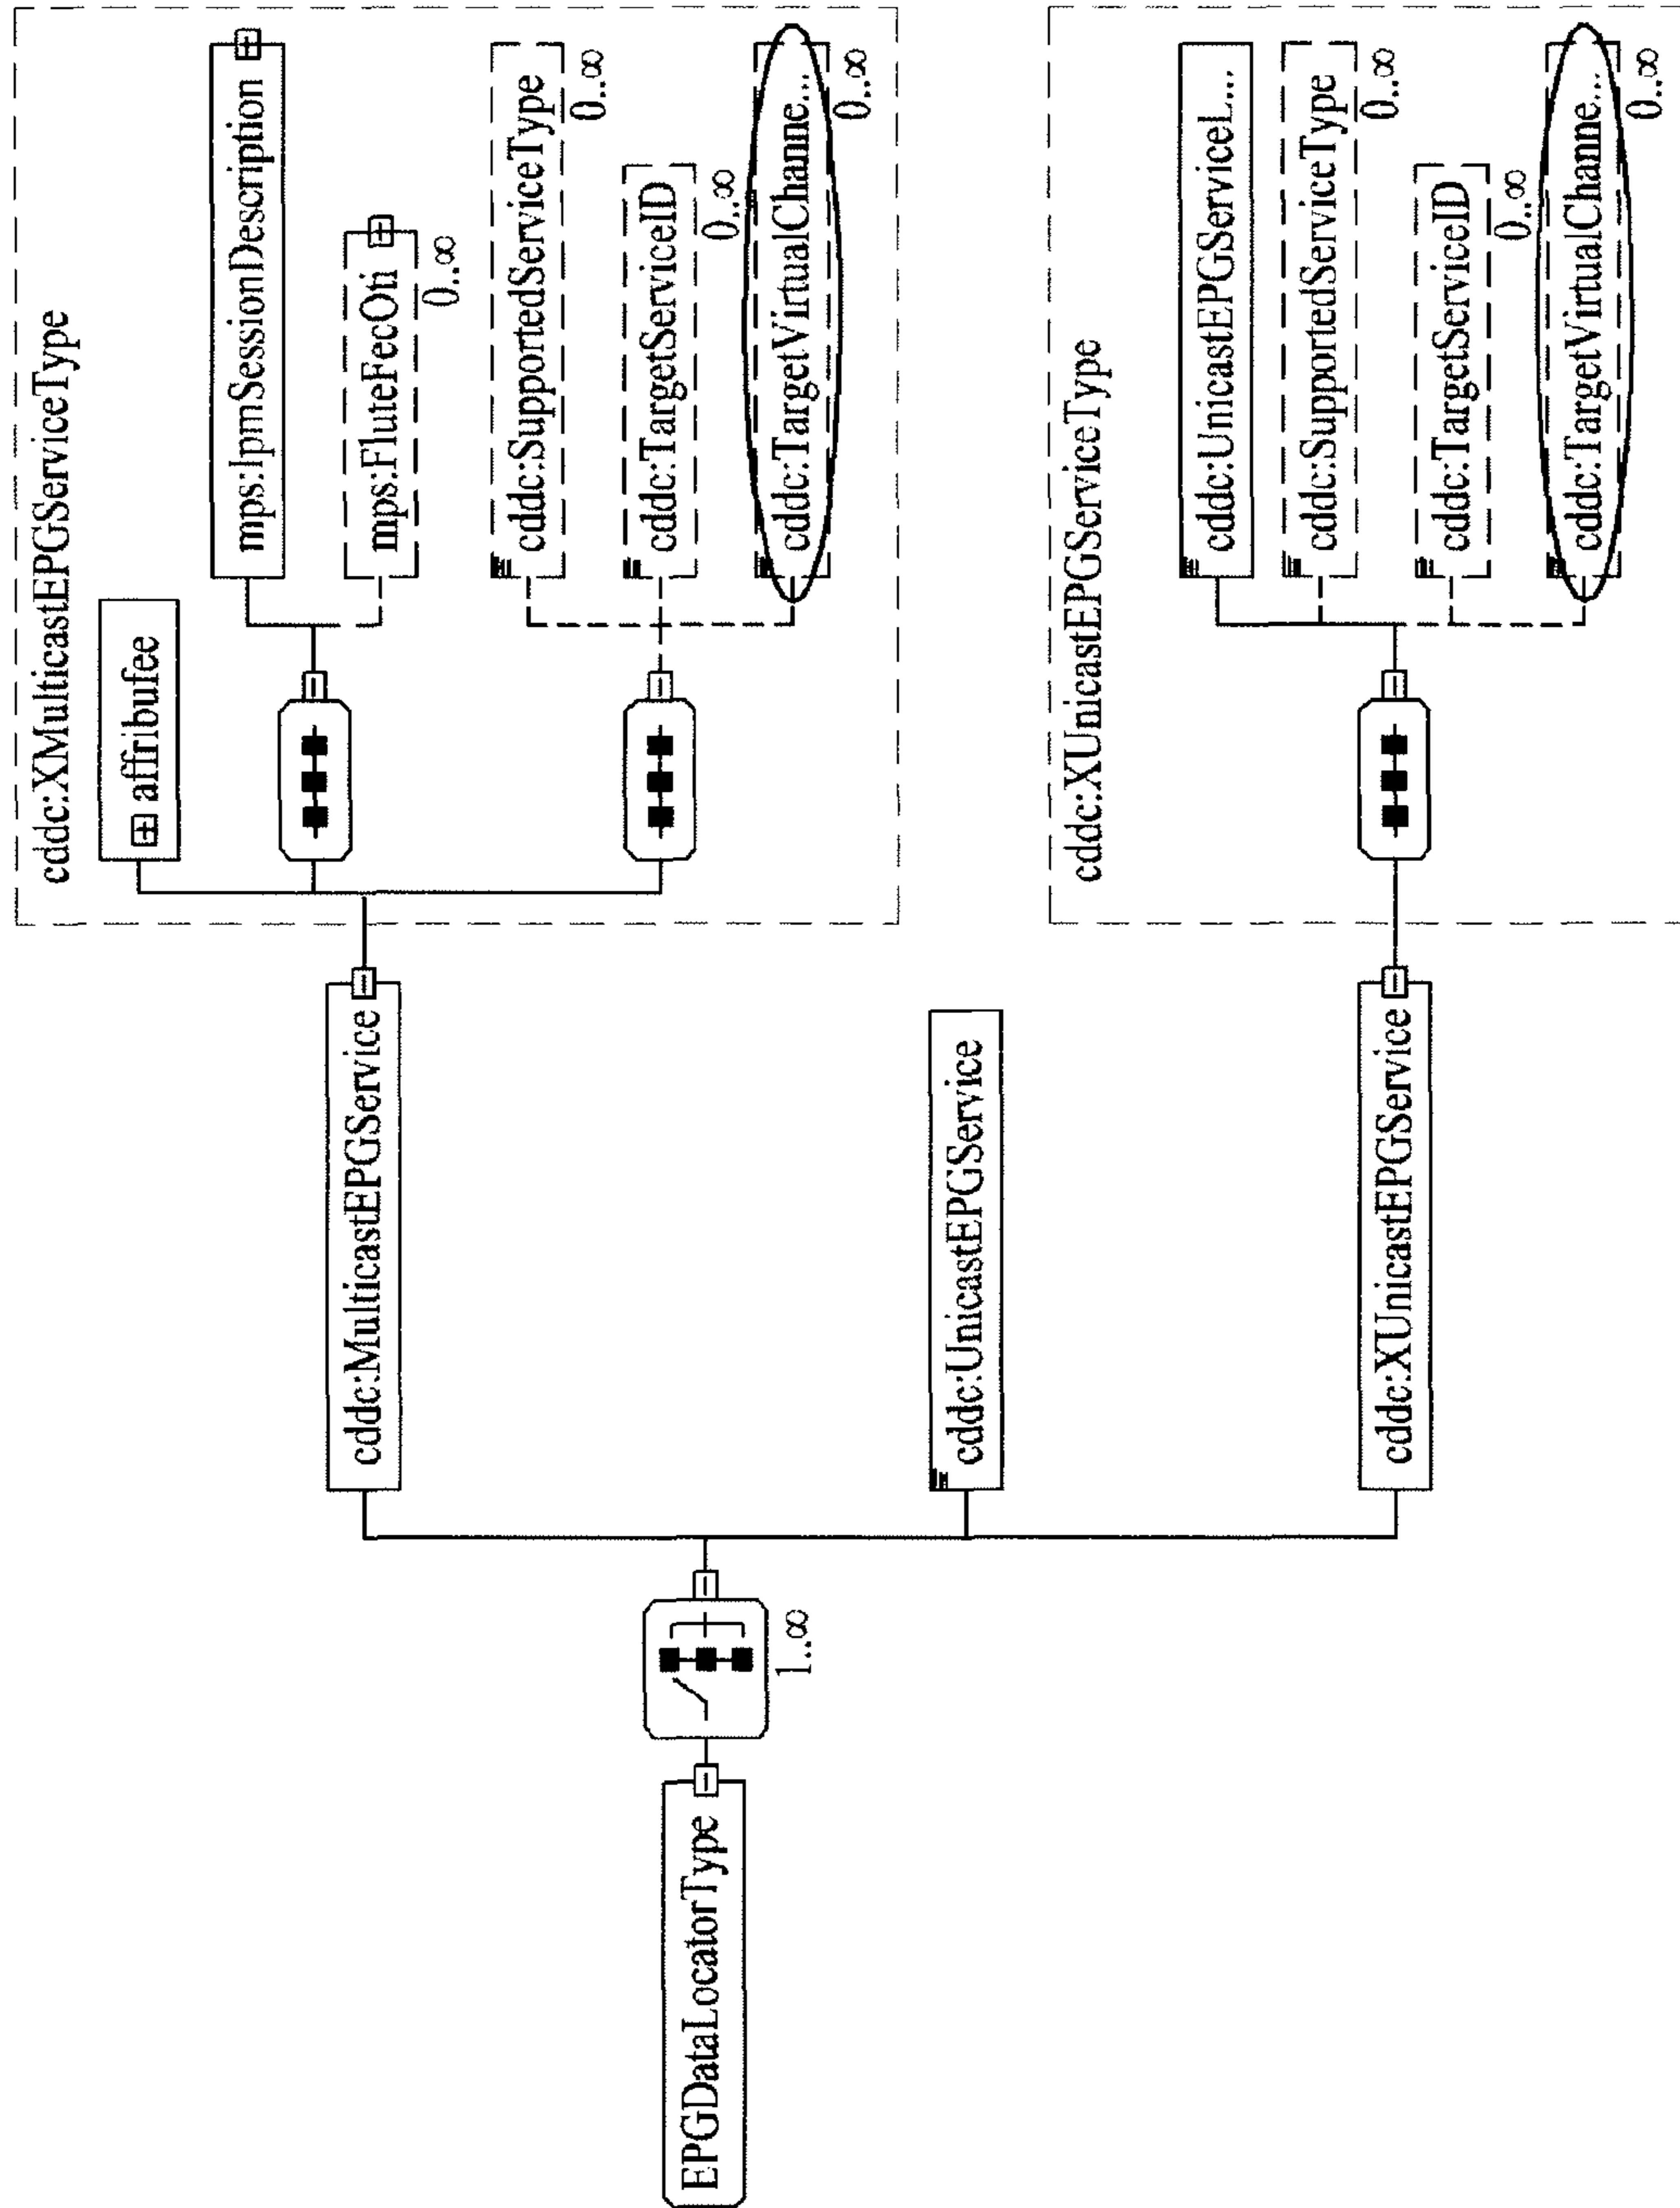 EPGDataLocatorType
1..∞
cddc:MulticastEPGService
cddc:UnicastEPGService
cddc:XUnicastEPGService
cddc:XMulticastEPGServiceType
affribufee
mps:IpmSessionDescription
mps:FluteFecOti
0..∞
cddc:SupportedServiceType
0..∞
cddc:TargetServiceID
0..∞
cddc:TargetVirtualChanne...
0..∞
cddc:XUnicastEPGServiceType
cddc:UnicastEPGServiceL...
cddc:SupportedServiceType
0..∞
cddc:TargetServiceID
0..∞
cddc:TargetVirtualChanne...
0..∞